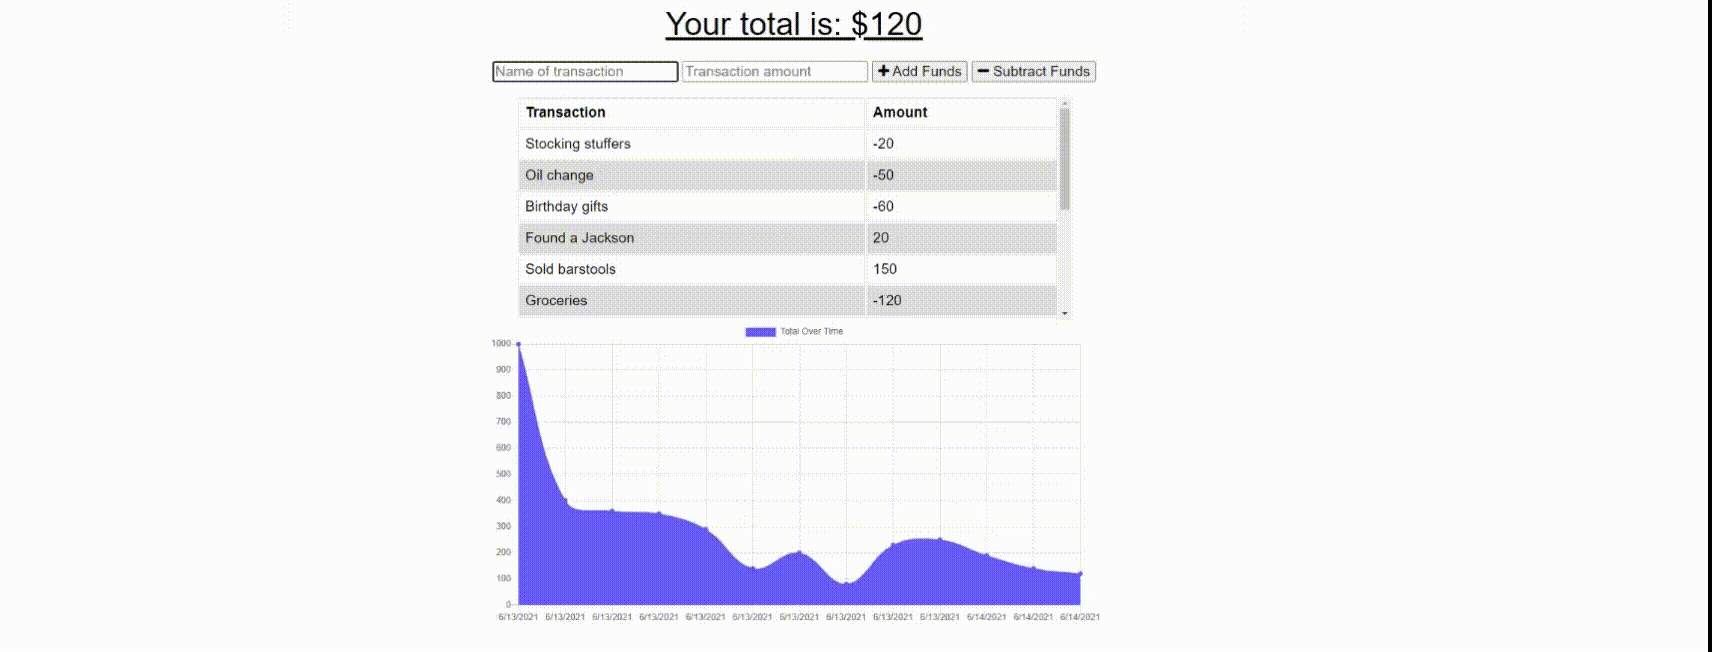 Your total is: $120
Name of transaction Transaction amount Add Funds Subtract Funds
Transaction Amount
Stocking stuffers -20
Oil change -50
Birthday gifts -60
Found a Jackson 20
Sold barstools 150
Groceries -120
Total Over Time
1000
900
800
700
600
500
400
300
200
100
0
6/13/2021 6/13/2021 6/13/2021 6/13/2021 6/13/2021 6/13/2021 6/13/2021 6/13/2021 6/13/2021 6/13/2021 6/14/2021 6/14/2021 6/14/2021